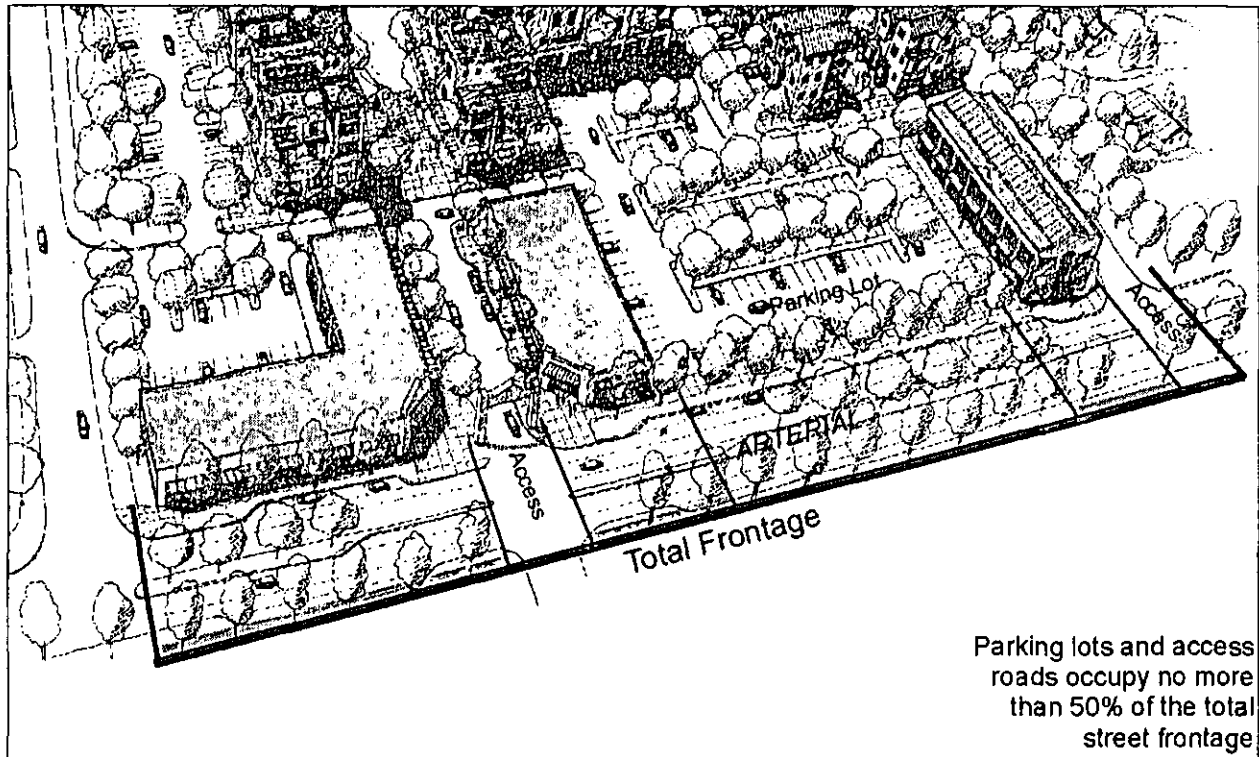 Parking Lot
Access
ARTERIAL
Access
Total Frontage
Parking lots and access
roads occupy no more
than 50% of the total
street frontage